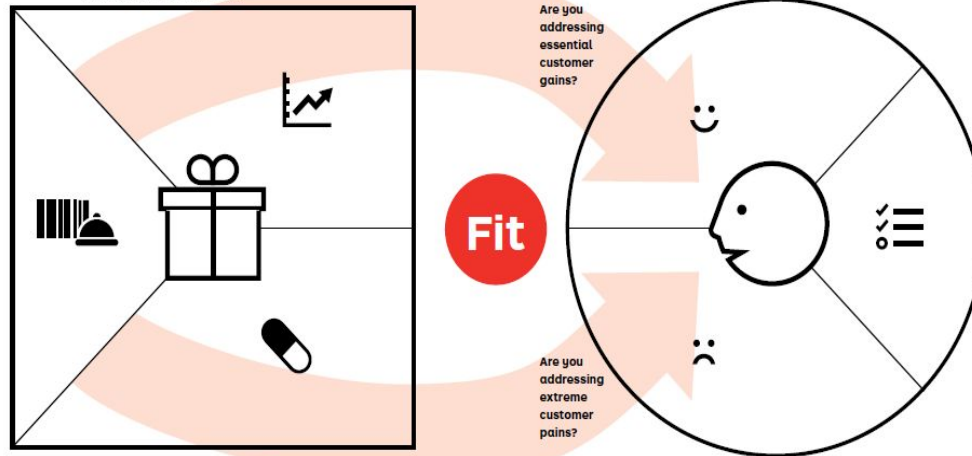 Are you
addressing
essential
customer
gains?
Fit
Are you
addressing
extreme
customer
pains?